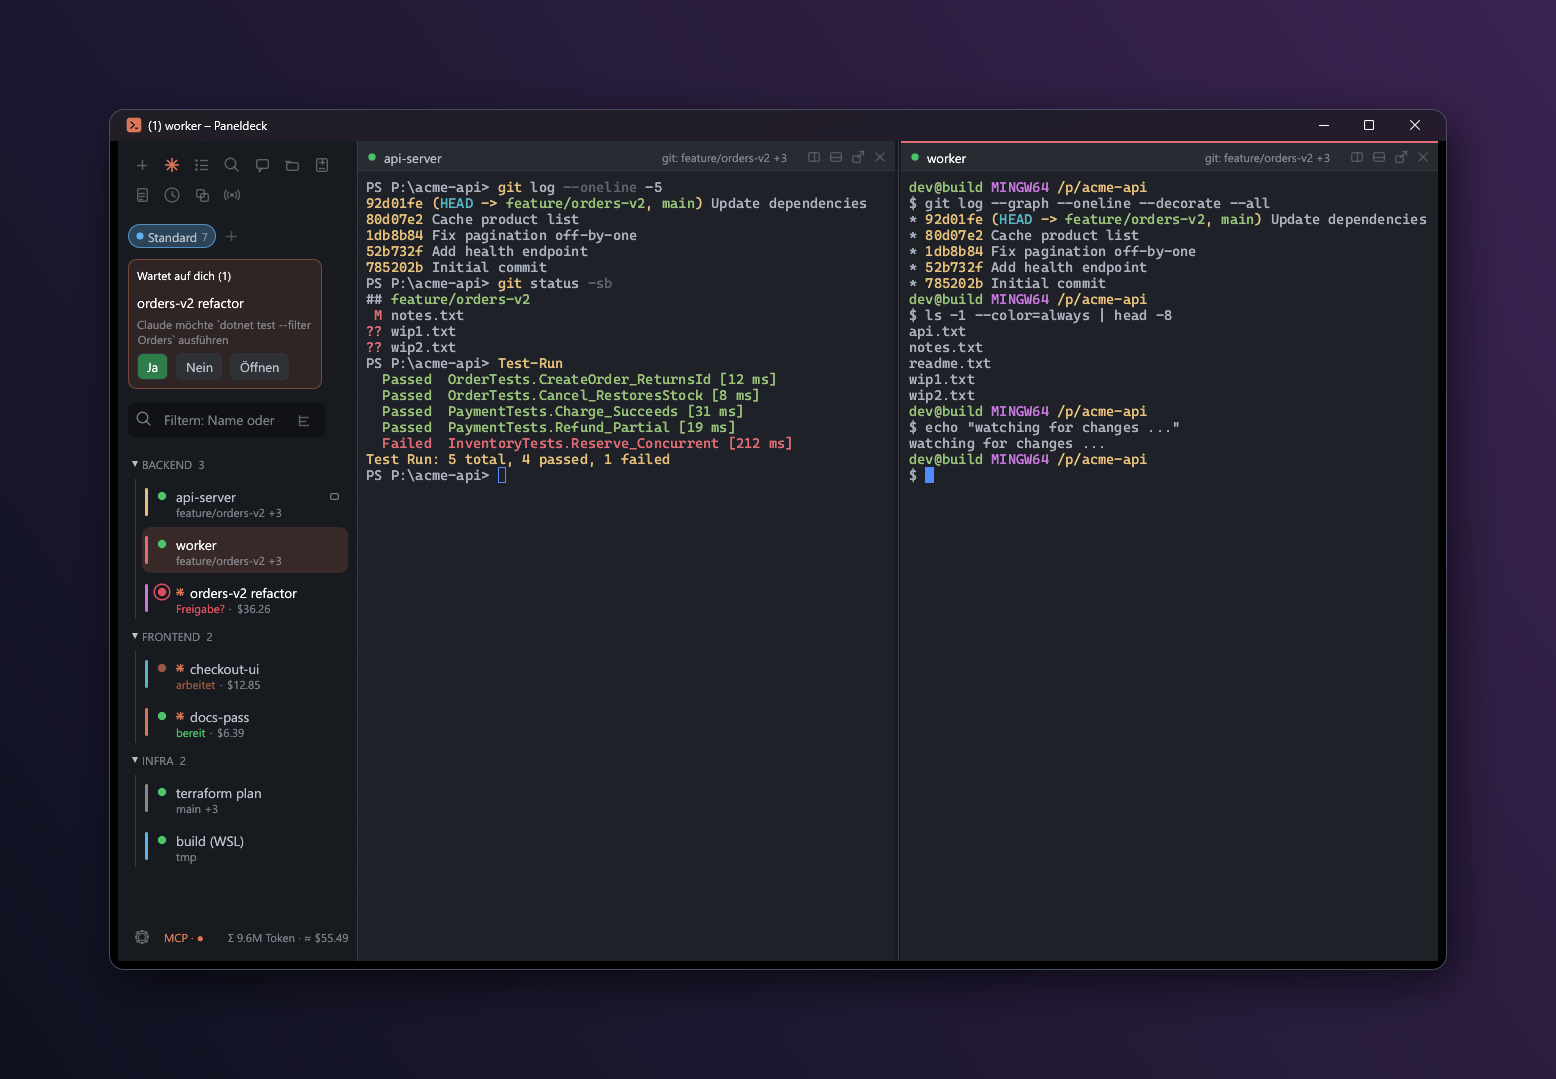 (1) worker – Paneldeck
Standard 7
Wartet auf dich (1)
orders-v2 refactor
Claude möchte `dotnet test --filter
Orders` ausführen
Ja Nein Öffnen
Filtern: Name oder
BACKEND 3
api-server
feature/orders-v2 +3
worker
feature/orders-v2 +3
orders-v2 refactor
Freigabe? · $36.26
FRONTEND 2
checkout-ui
arbeitet · $12.85
docs-pass
bereit · $6.39
INFRA 2
terraform plan
main +3
build (WSL)
tmp
MCP · ● Σ 9.6M Token · ≈ $55.49
api-server git: feature/orders-v2 +3
PS P:\acme-api> git log --oneline -5
92d01fe (HEAD -> feature/orders-v2, main) Update dependencies
80d07e2 Cache product list
1db8b84 Fix pagination off-by-one
52b732f Add health endpoint
785202b Initial commit
PS P:\acme-api> git status -sb
## feature/orders-v2
 M notes.txt
?? wip1.txt
?? wip2.txt
PS P:\acme-api> Test-Run
  Passed  OrderTests.CreateOrder_ReturnsId [12 ms]
  Passed  OrderTests.Cancel_RestoresStock [8 ms]
  Passed  PaymentTests.Charge_Succeeds [31 ms]
  Passed  PaymentTests.Refund_Partial [19 ms]
  Failed  InventoryTests.Reserve_Concurrent [212 ms]
Test Run: 5 total, 4 passed, 1 failed
PS P:\acme-api>
worker git: feature/orders-v2 +3
dev@build MINGW64 /p/acme-api
$ git log --graph --oneline --decorate --all
* 92d01fe (HEAD -> feature/orders-v2, main) Update dependencies
* 80d07e2 Cache product list
* 1db8b84 Fix pagination off-by-one
* 52b732f Add health endpoint
* 785202b Initial commit
dev@build MINGW64 /p/acme-api
$ ls -1 --color=always | head -8
api.txt
notes.txt
readme.txt
wip1.txt
wip2.txt
dev@build MINGW64 /p/acme-api
$ echo "watching for changes ..."
watching for changes ...
dev@build MINGW64 /p/acme-api
$